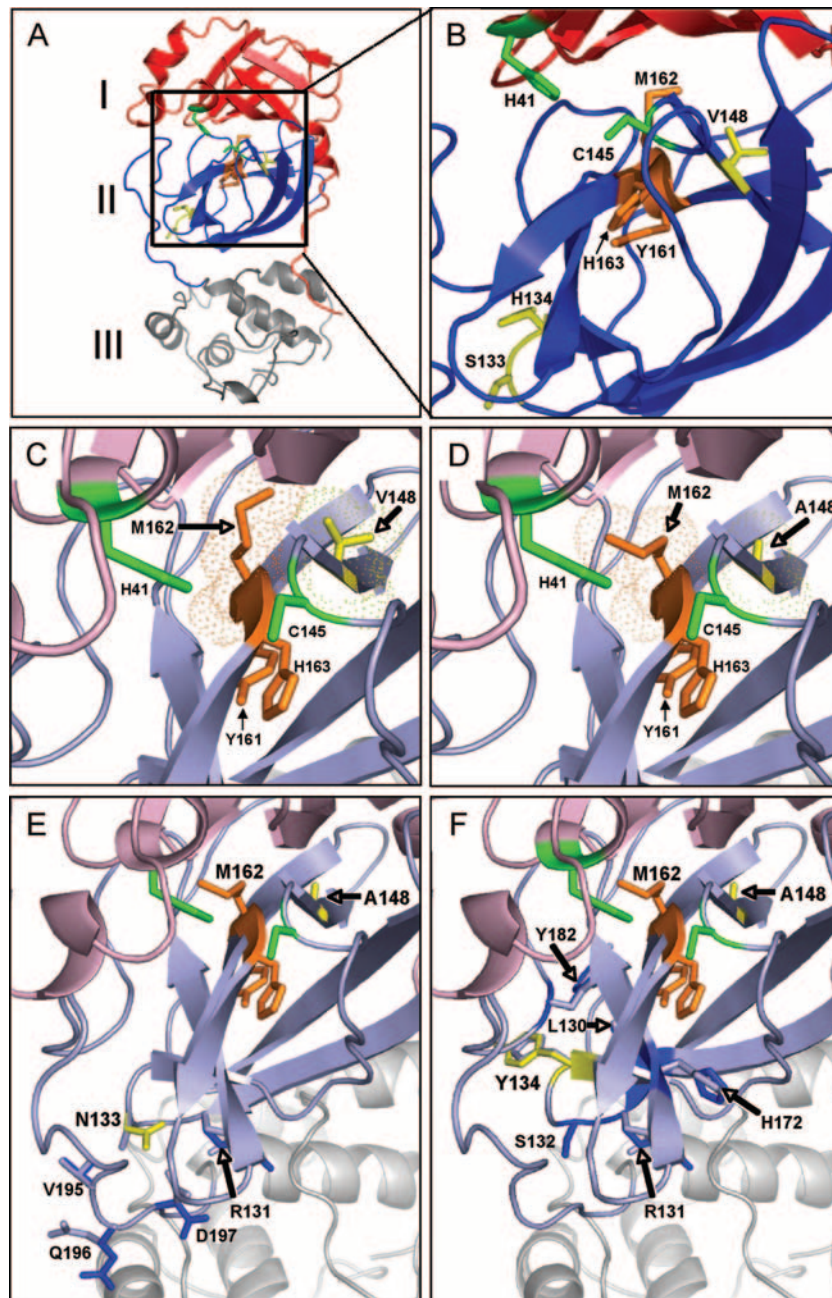 A
I
II
III
B
H41
M162
V148
C145
H163
Y161
H134
S133
C
M162
V148
H41
C145
H163
Y161
D
M162
A148
H41
C145
H163
Y161
E
M162
A148
N133
V195
R131
Q196
D197
F
M162
A148
Y182
L130
Y134
H172
S132
R131